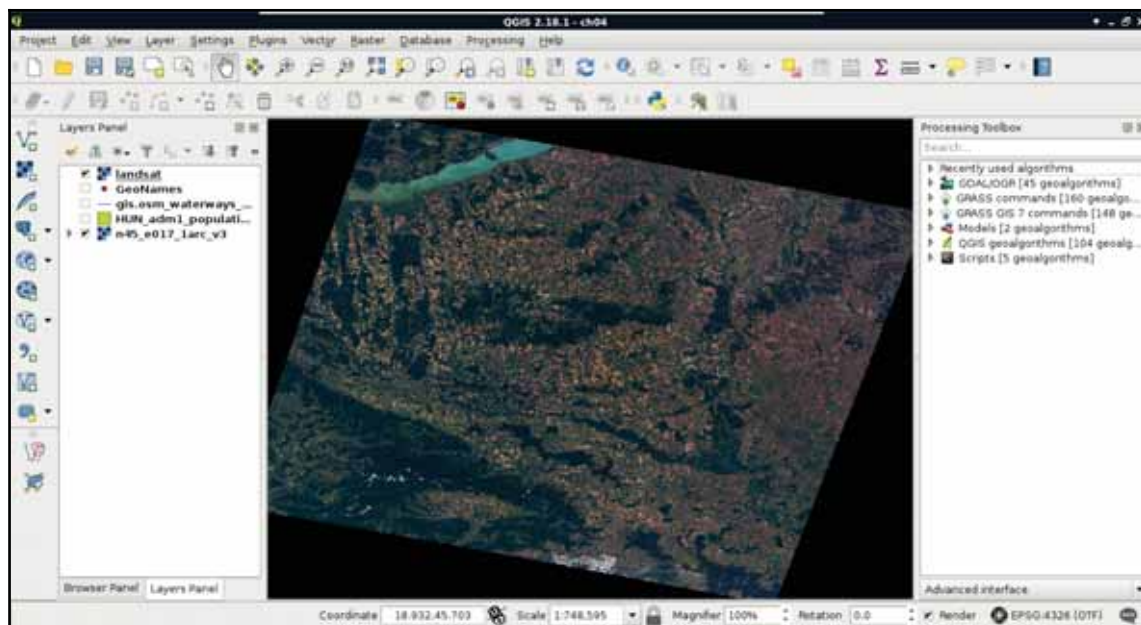 QGIS 2.18.1 - ch04
Project Edit View Layer Settings Plugins Vector Raster Database Processing Help
Layers Panel
landsat
GeoNames
gis.osm_waterways_...
HUN_adm1_populati...
n45_e017_1arc_v3
Browser Panel Layers Panel
Processing Toolbox
Search...
Recently used algorithms
GDAL/OGR [45 geoalgorithms]
GRASS commands [160 geoalgo...
GRASS GIS 7 commands [148 ge...
Models [2 geoalgorithms]
QGIS geoalgorithms [104 geoalg...
Scripts [5 geoalgorithms]
Advanced interface
Coordinate 18.932,45.703 Scale 1:748,595 Magnifier 100% Rotation 0.0 Render EPSG:4326 (OTF)